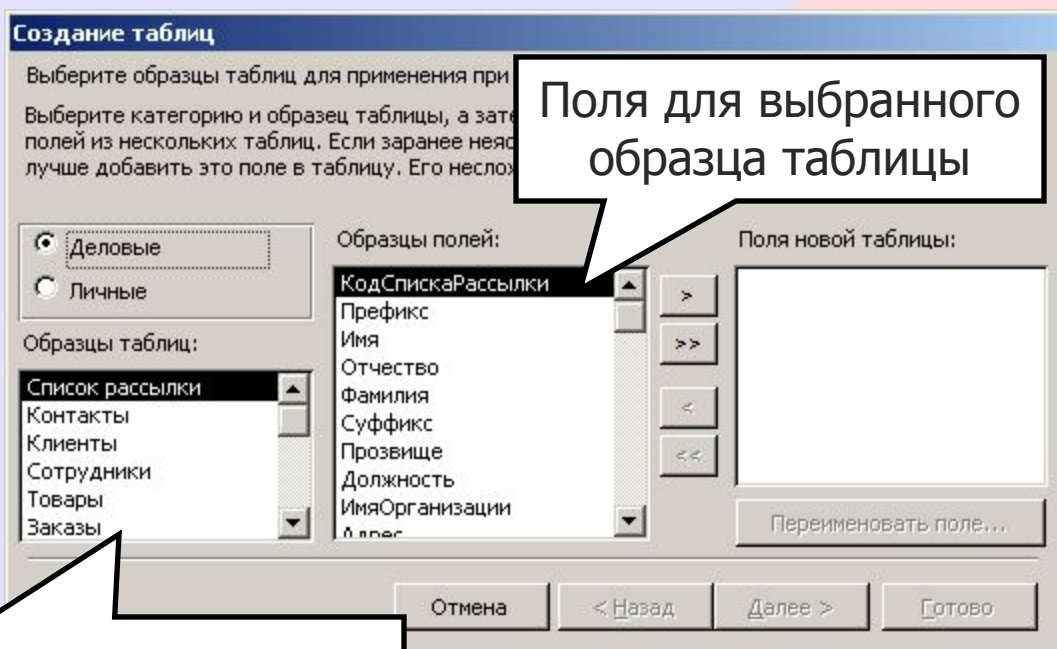 Создание таблиц
Выберите образцы таблиц для применения при
Выберите категорию и образец таблицы, а
полей из нескольких таблиц. Если заранее
лучше добавить это поле в таблицу. Его
Поля для выбранного
образца таблицы
Деловые
Личные
Образцы таблиц:
Список рассылки
Контакты
Клиенты
Сотрудники
Товары
Заказы
Образцы полей:
КодСпискаРассылки
Префикс
Имя
Отчество
Фамилия
Суффикс
Прозвище
Должность
ИмяОрганизации
Адрес
>
>>
<
<<
Поля новой таблицы:
Переименовать поле...
Отмена
< Назад
Далее >
Готово